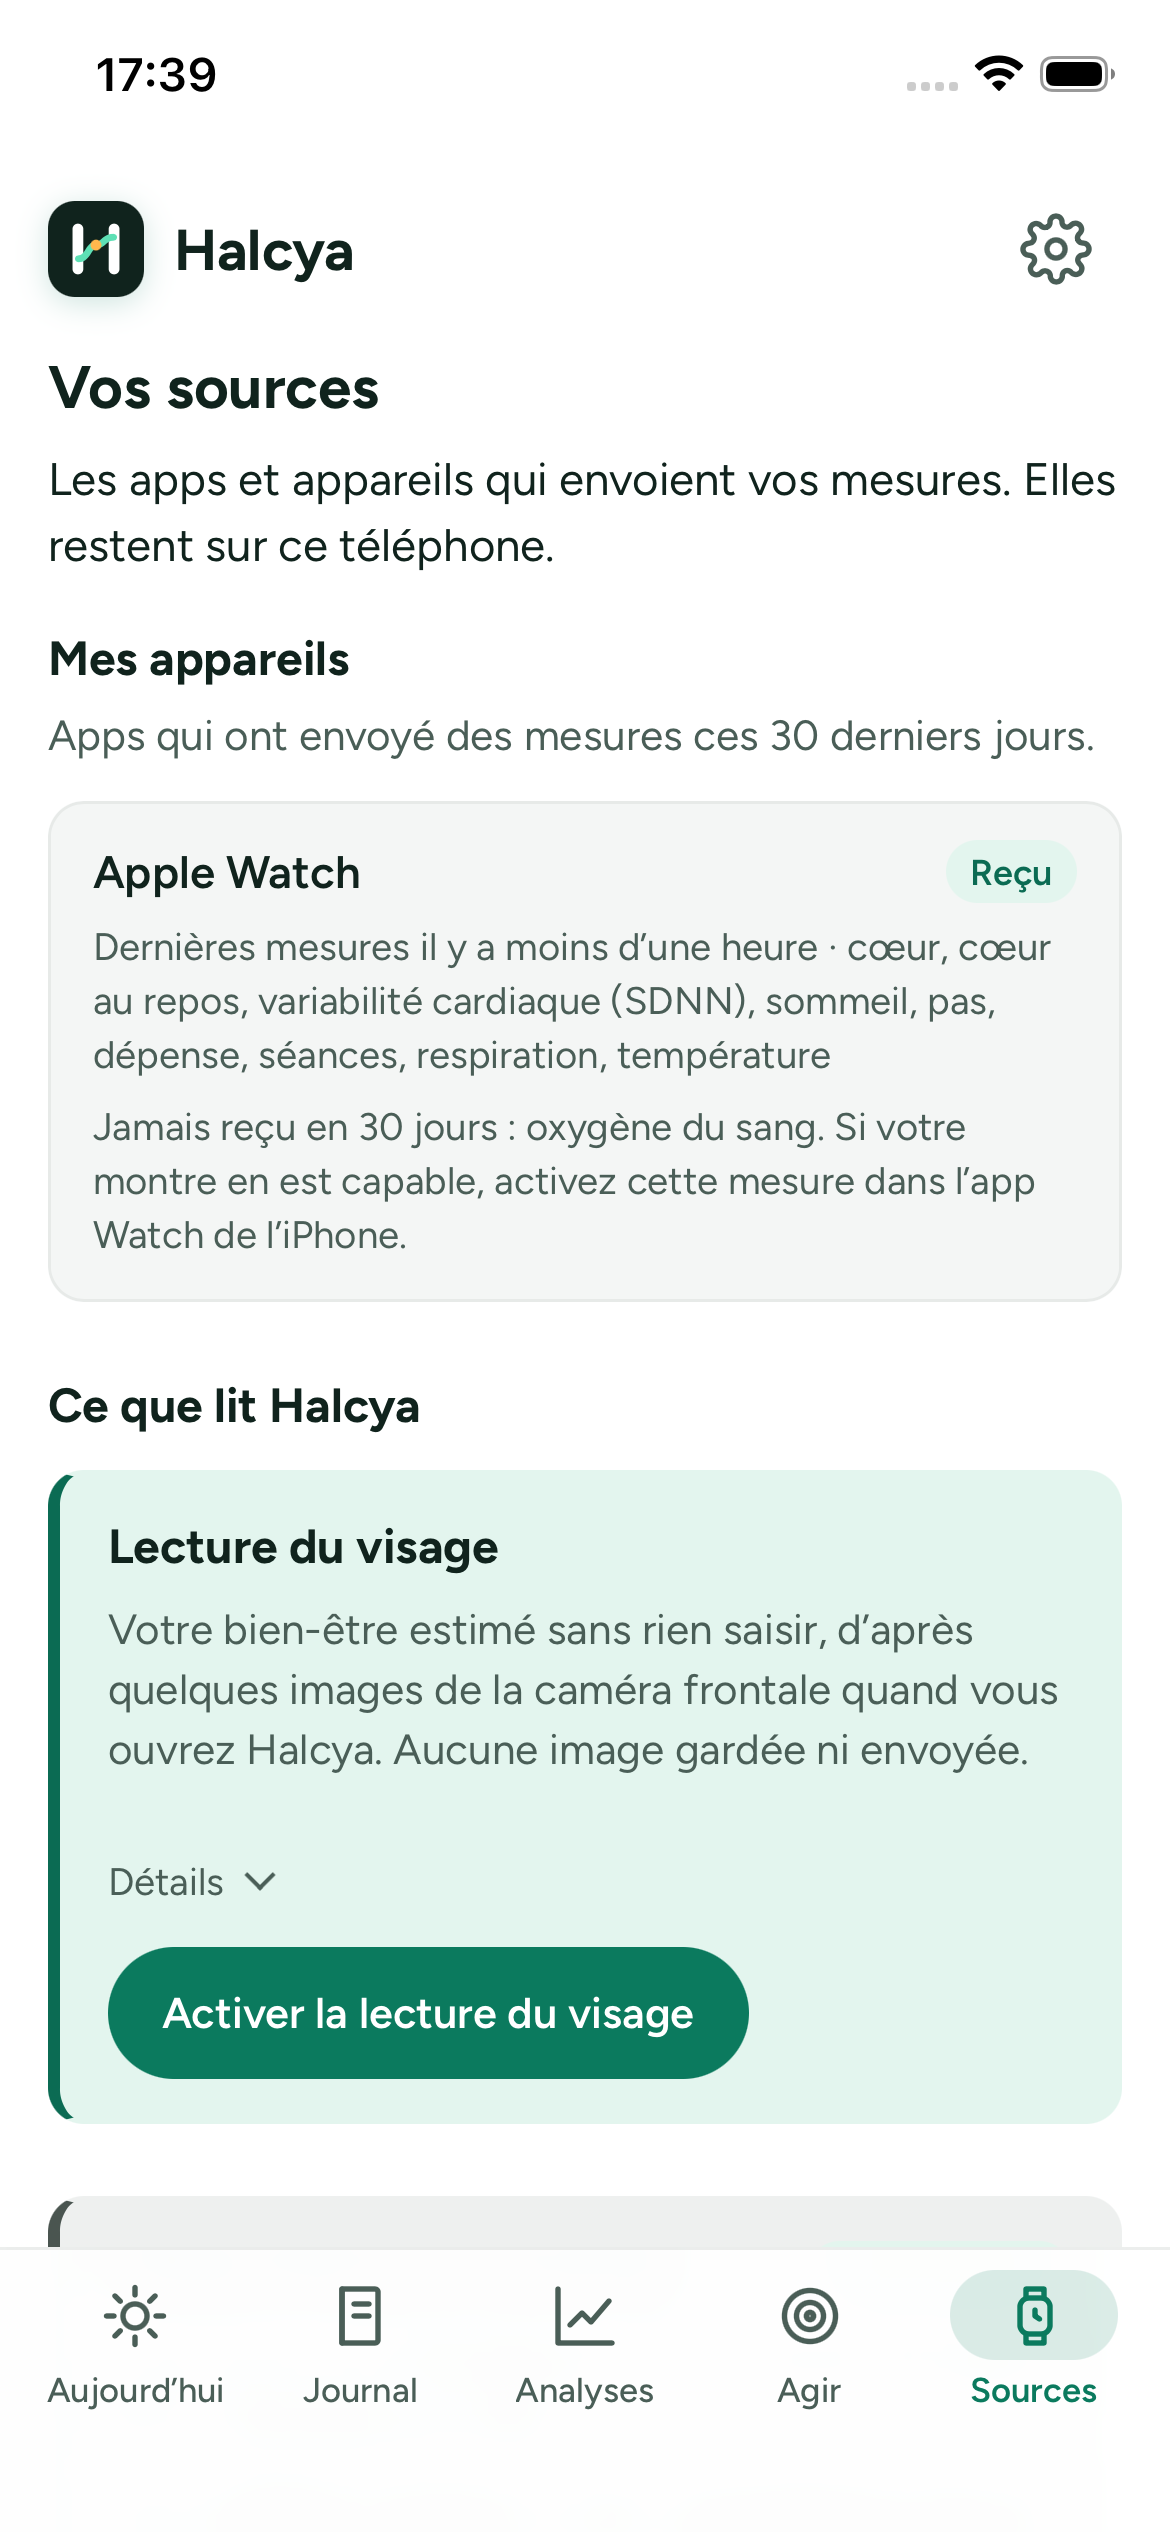 17:39
Halcya
Vos sources
Les apps et appareils qui envoient vos mesures. Elles
restent sur ce téléphone.
Mes appareils
Apps qui ont envoyé des mesures ces 30 derniers jours.
Apple Watch
Reçu
Dernières mesures il y a moins d’une heure · cœur, cœur
au repos, variabilité cardiaque (SDNN), sommeil, pas,
dépense, séances, respiration, température
Jamais reçu en 30 jours : oxygène du sang. Si votre
montre en est capable, activez cette mesure dans l’app
Watch de l’iPhone.
Ce que lit Halcya
Lecture du visage
Votre bien-être estimé sans rien saisir, d’après
quelques images de la caméra frontale quand vous
ouvrez Halcya. Aucune image gardée ni envoyée.
Détails
Activer la lecture du visage
Aujourd’hui
Journal
Analyses
Agir
Sources